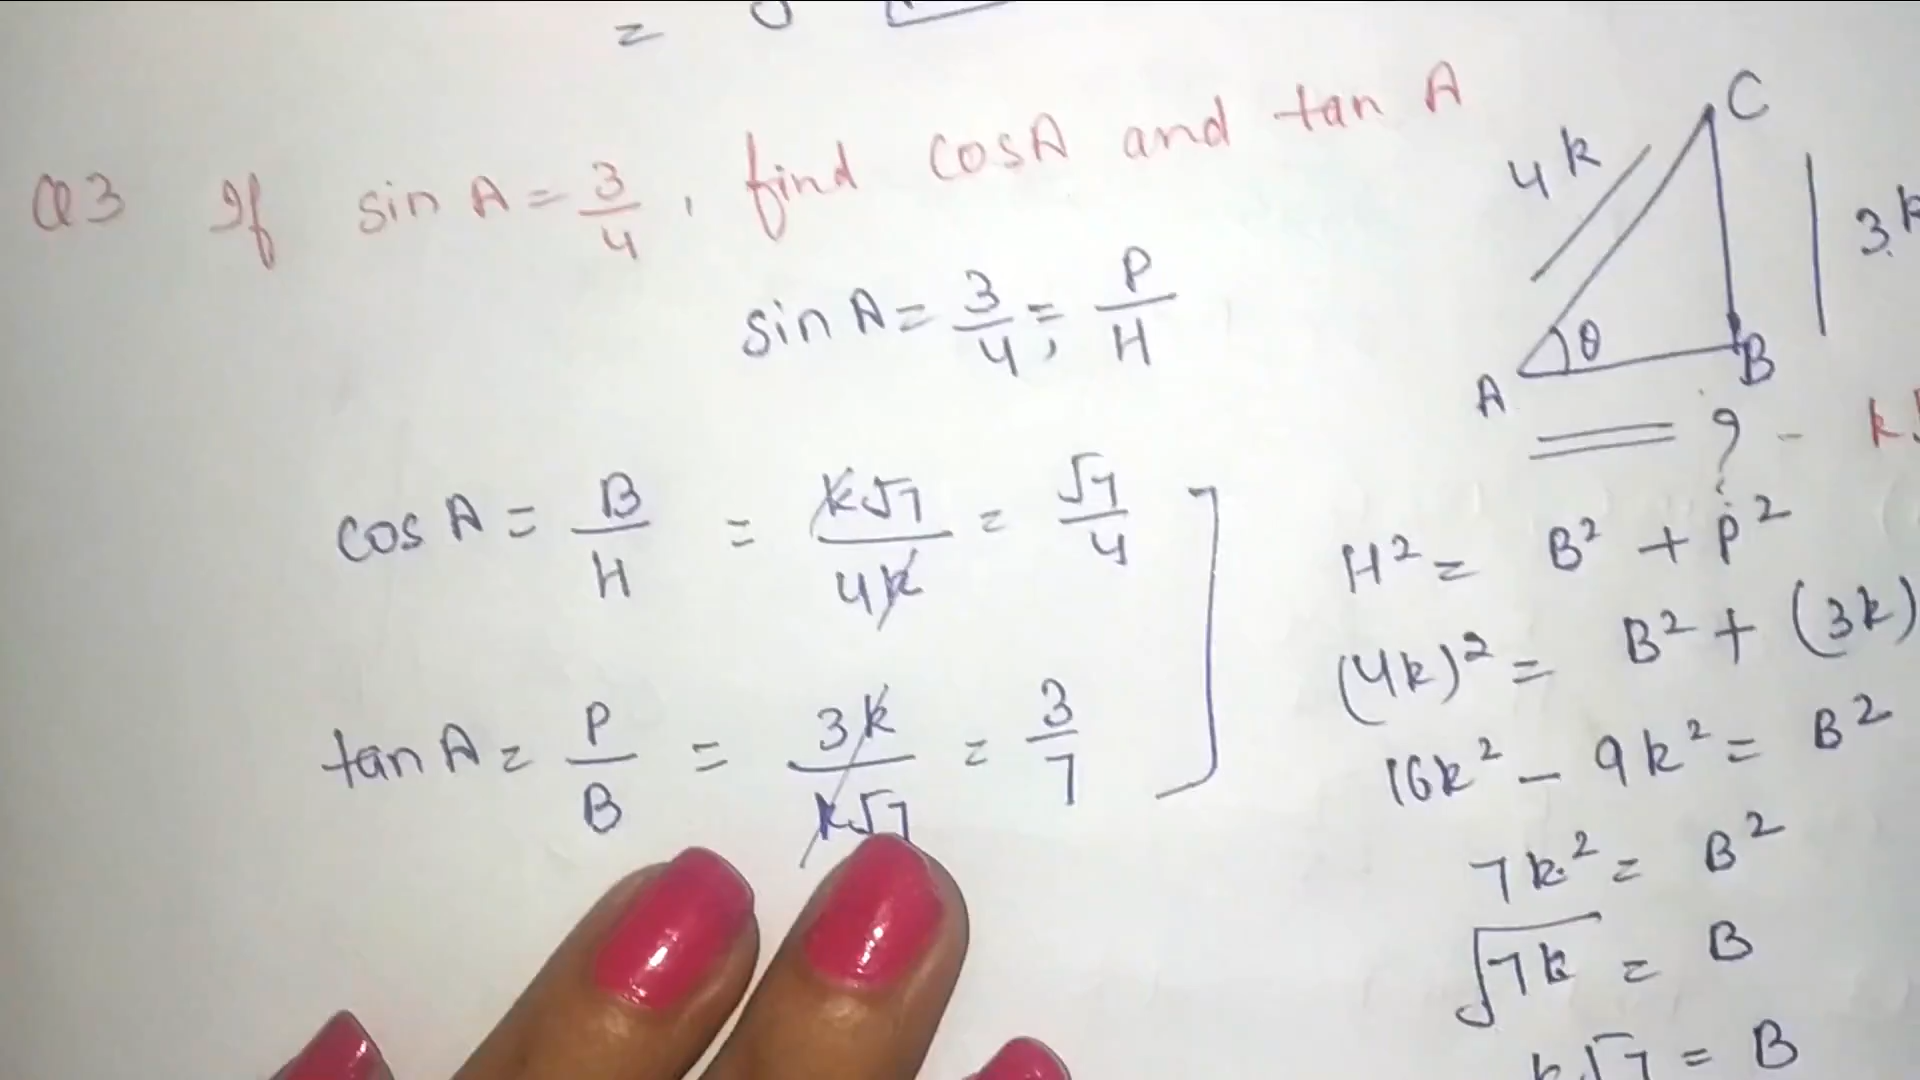 Q3 If sin A = 3/4, find cosA and tan A
sin A = 3/4 = P/H
cos A = B/H = k√7/4k = √7/4
tan A = P/B = 3k/k√7 = 3/7
C
4k
3k
θ
A
B
?
H² = B² + P²
(4k)² = B² + (3k)
16k² - 9k² = B²
7k² = B²
√7k = B
k√7 = B